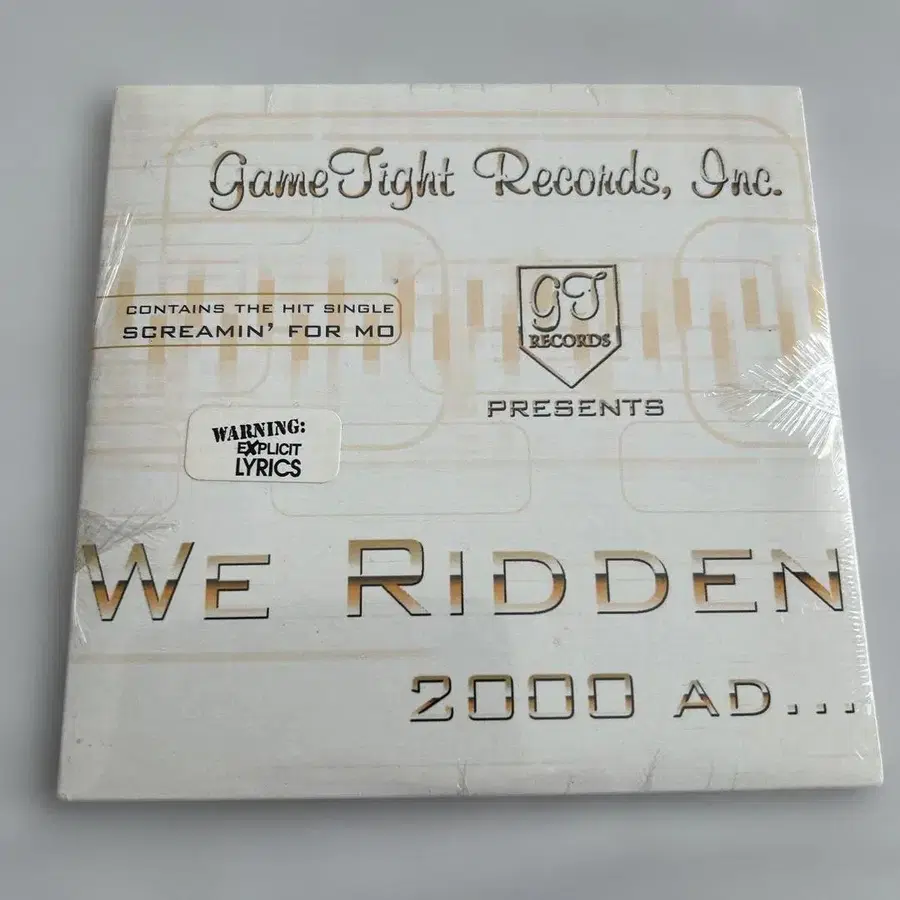 GameTight Records, Inc.
CONTAINS THE HIT SINGLE
SCREAMIN' FOR MO
GT
RECORDS
PRESENTS
WARNING:
EXPLICIT
LYRICS
WE RIDDEN
2000 AD...